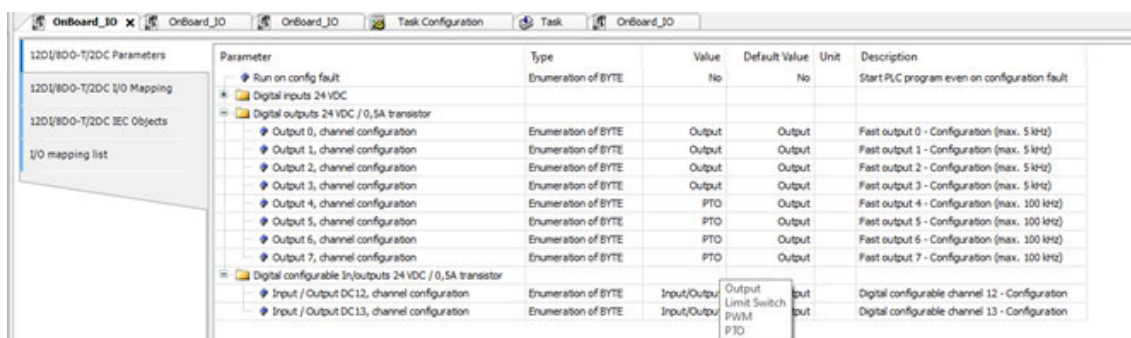 OnBoard_IO OnBoard_IO OnBoard_IO Task Configuration Task OnBoard_IO
12DI/8DO-T/2DC Parameters
12DI/8DO-T/2DC I/O Mapping
12DI/8DO-T/2DC IEC Objects
I/O mapping list
Parameter Type Value Default Value Unit Description
Run on config fault Enumeration of BYTE No No Start PLC program even on configuration fault
Digital inputs 24 VDC
Digital outputs 24 VDC / 0,5A transistor
Output 0, channel configuration Enumeration of BYTE Output Output Fast output 0 - Configuration (max. 5 kHz)
Output 1, channel configuration Enumeration of BYTE Output Output Fast output 1 - Configuration (max. 5 kHz)
Output 2, channel configuration Enumeration of BYTE Output Output Fast output 2 - Configuration (max. 5 kHz)
Output 3, channel configuration Enumeration of BYTE Output Output Fast output 3 - Configuration (max. 5 kHz)
Output 4, channel configuration Enumeration of BYTE PTO Output Fast output 4 - Configuration (max. 100 kHz)
Output 5, channel configuration Enumeration of BYTE PTO Output Fast output 5 - Configuration (max. 100 kHz)
Output 6, channel configuration Enumeration of BYTE PTO Output Fast output 6 - Configuration (max. 100 kHz)
Output 7, channel configuration Enumeration of BYTE PTO Output Fast output 7 - Configuration (max. 100 kHz)
Digital configurable In/outputs 24 VDC / 0,5A transistor
Input / Output DC12, channel configuration Enumeration of BYTE Input/Outpu tput Digital configurable channel 12 - Configuration
Input / Output DC13, channel configuration Enumeration of BYTE Input/Outpu tput Digital configurable channel 13 - Configuration
Output
Limit Switch
PWM
PTO